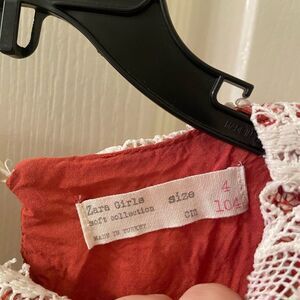 Zara Girls size 4
soft collection CM 104
MADE IN TURKEY